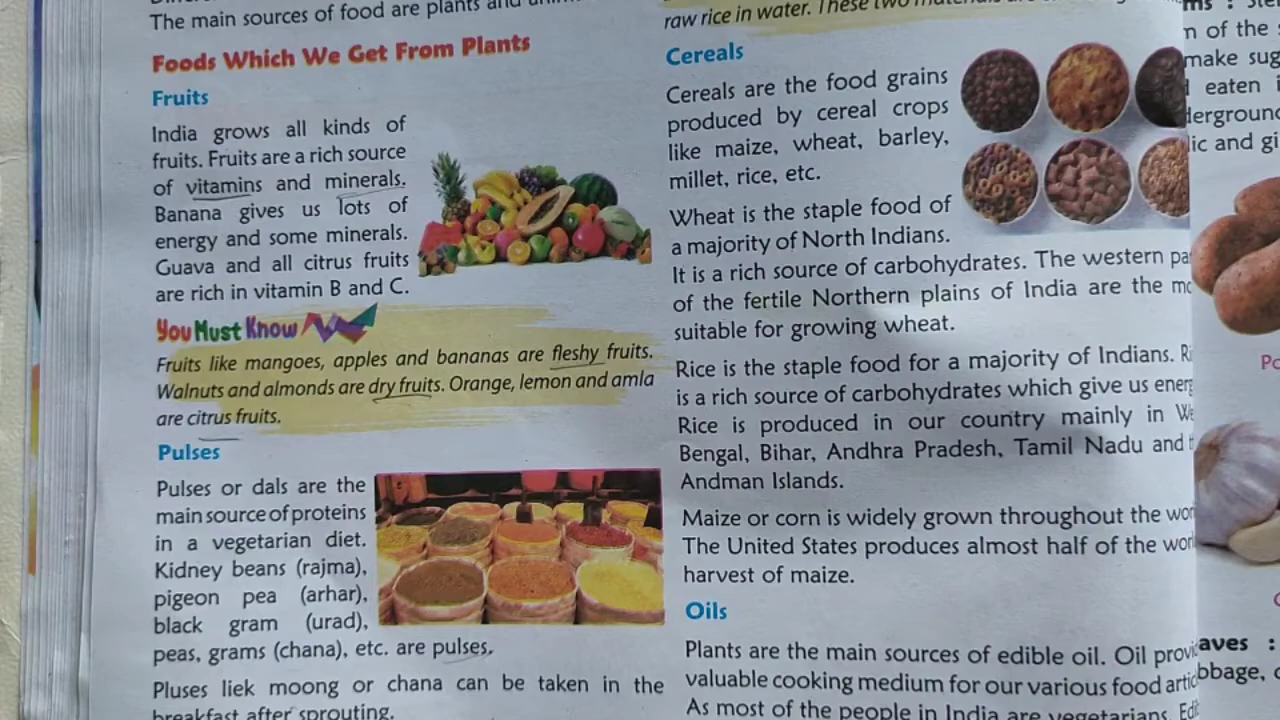 The main sources of food are plants and
Foods Which We Get From Plants
Fruits
India grows all kinds of
fruits. Fruits are a rich source
of vitamins and minerals.
Banana gives us lots of
energy and some minerals.
Guava and all citrus fruits
are rich in vitamin B and C.
You Must Know
Fruits like mangoes, apples and bananas are fleshy fruits.
Walnuts and almonds are dry fruits. Orange, lemon and amla
are citrus fruits.
Pulses
Pulses or dals are the
main source of proteins
in a vegetarian diet.
Kidney beans (rajma),
pigeon pea (arhar),
black gram (urad),
peas, grams (chana), etc. are pulses.
Pluses liek moong or chana can be taken in the
breakfast after sprouting.
raw rice in water. These two
Cereals
Cereals are the food grains
produced by cereal crops
like maize, wheat, barley,
millet, rice, etc.
Wheat is the staple food of
a majority of North Indians.
It is a rich source of carbohydrates. The western
of the fertile Northern plains of India are the
suitable for growing wheat.
Rice is the staple food for a majority of Indians.
is a rich source of carbohydrates which give us
Rice is produced in our country mainly in
Bengal, Bihar, Andhra Pradesh, Tamil Nadu and
Andman Islands.
Maize or corn is widely grown throughout the
The United States produces almost half of the
harvest of maize.
Oils
Plants are the main sources of edible oil. Oil
valuable cooking medium for our various food
As most of the people in India are vegetarians.
of the
make
eaten
and